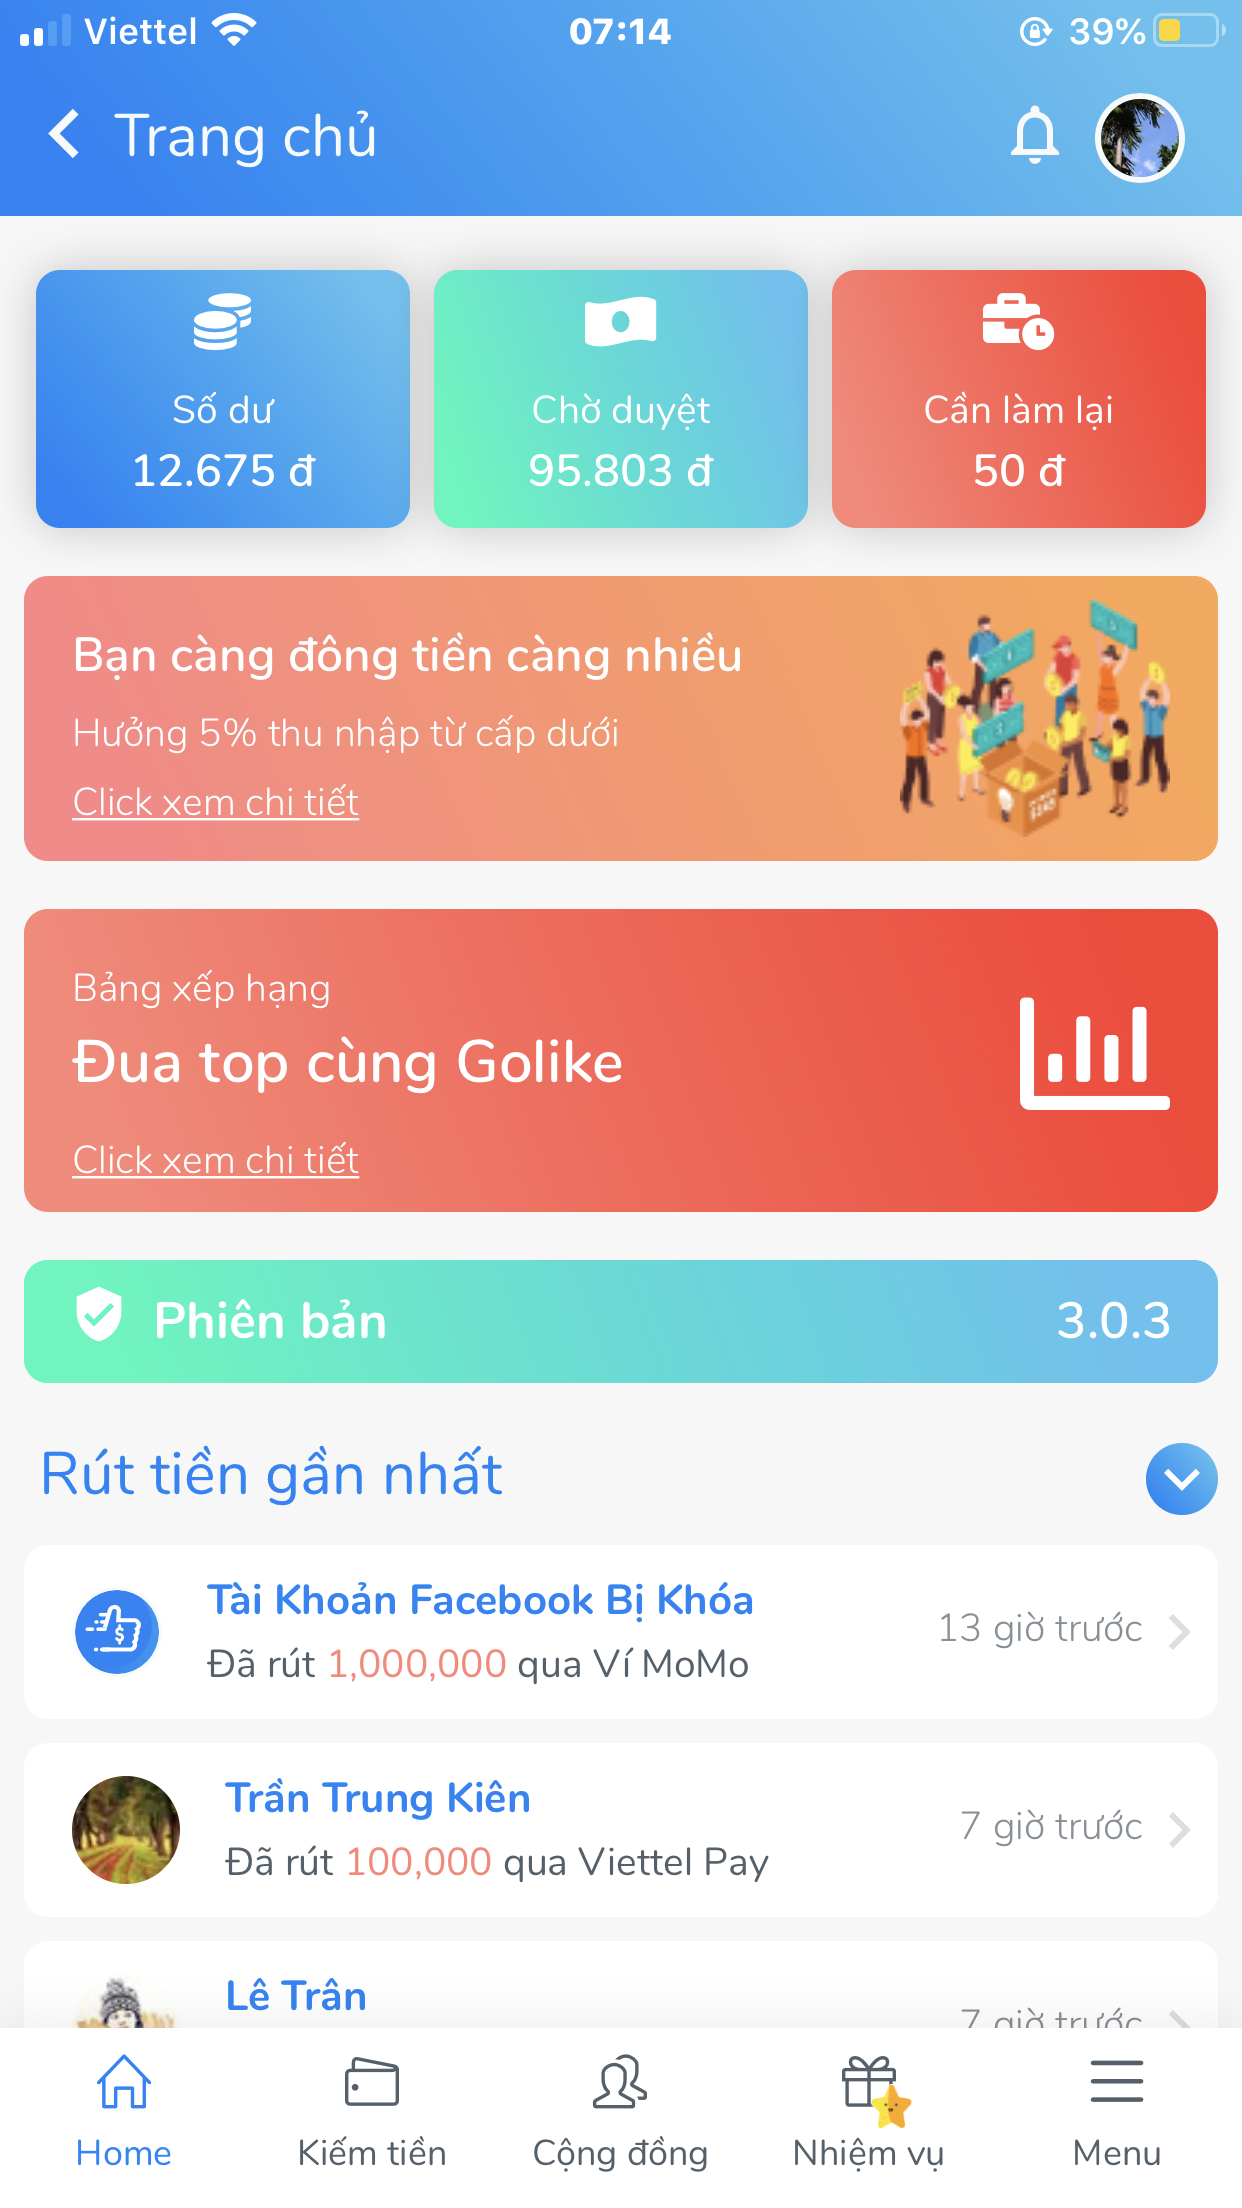 Viettel 07:14 39%
Trang chủ
Số dư
12.675 đ
Chờ duyệt
95.803 đ
Cần làm lại
50 đ
Bạn càng đông tiền càng nhiều
Hưởng 5% thu nhập từ cấp dưới
Click xem chi tiết
Bảng xếp hạng
Đua top cùng Golike
Click xem chi tiết
Phiên bản 3.0.3
Rút tiền gần nhất
Tài Khoản Facebook Bị Khóa
Đã rút 1,000,000 qua Ví MoMo
13 giờ trước
Trần Trung Kiên
Đã rút 100,000 qua Viettel Pay
7 giờ trước
Lê Trân
7 giờ trước
Home
Kiếm tiền
Cộng đồng
Nhiệm vụ
Menu